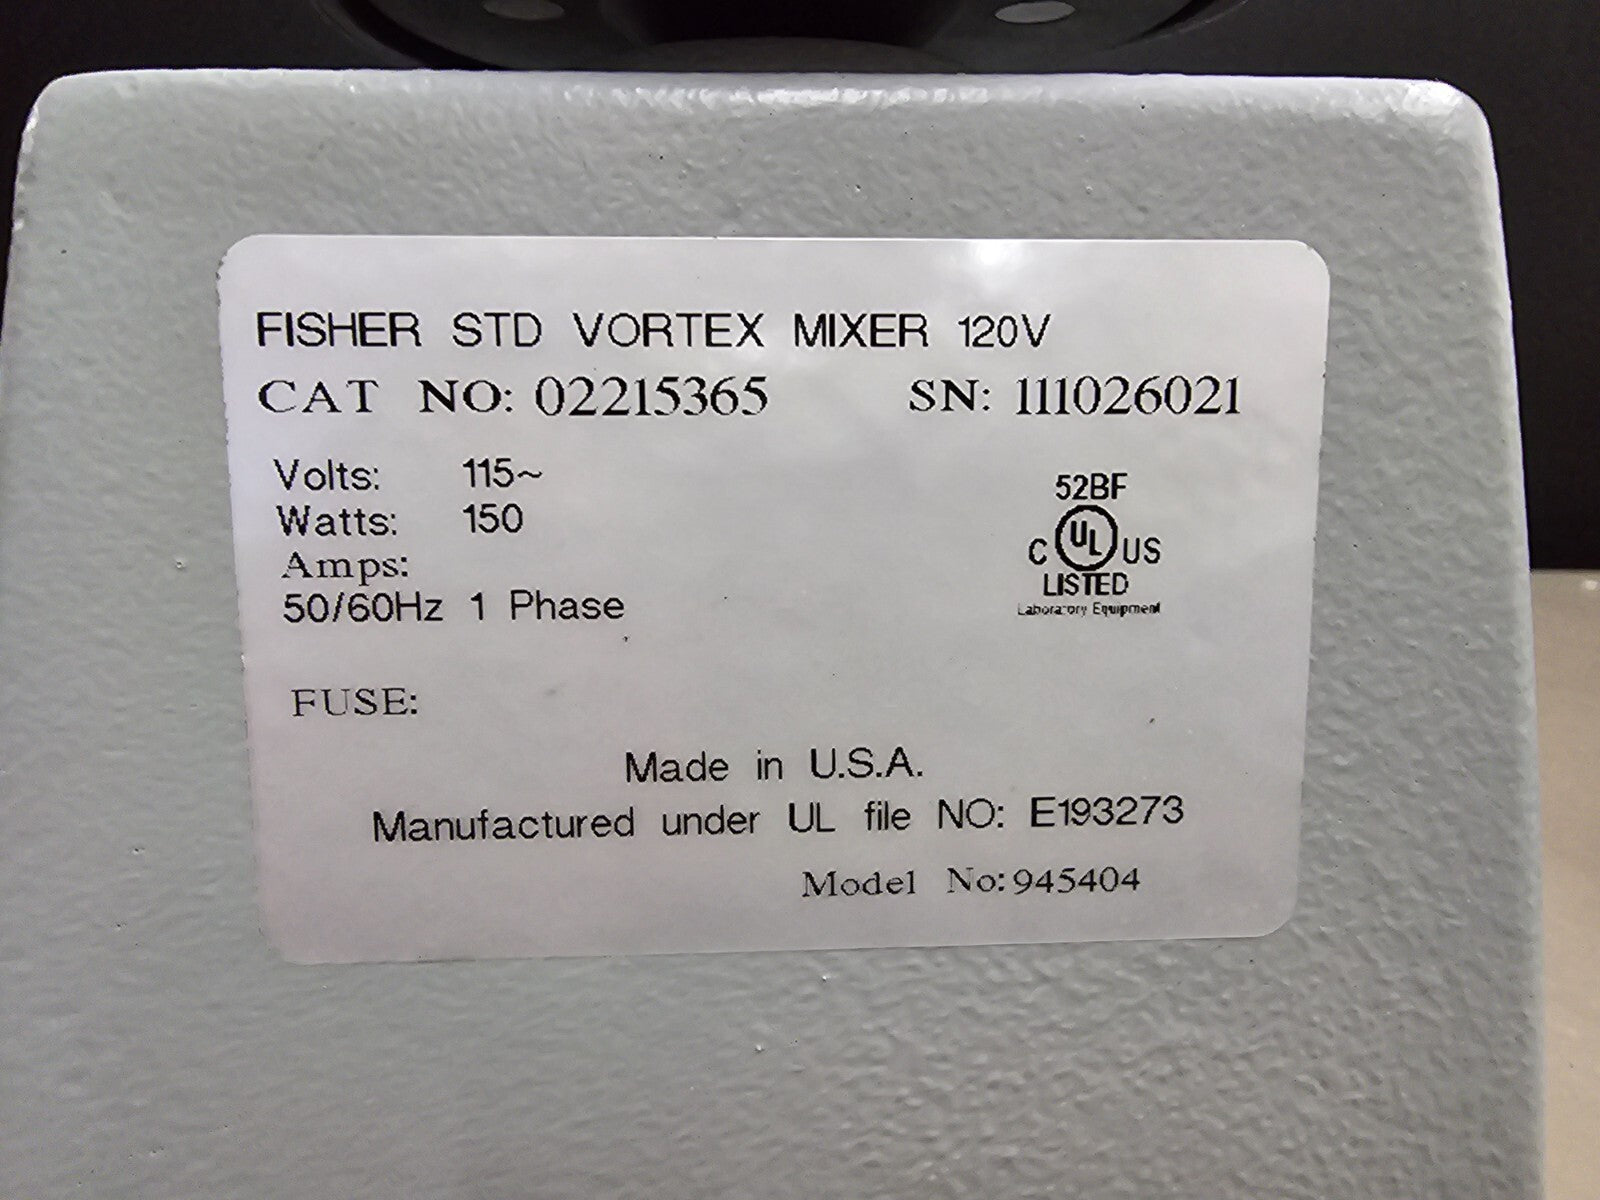 FISHER STD VORTEX MIXER 120V
CAT NO: 02215365 SN: 111026021
Volts: 115~
Watts: 150
Amps:
50/60Hz 1 Phase
52BF
C UL US
LISTED
Laboratory Equipment
FUSE:
Made in U.S.A.
Manufactured under UL file NO: E193273
Model No: 945404